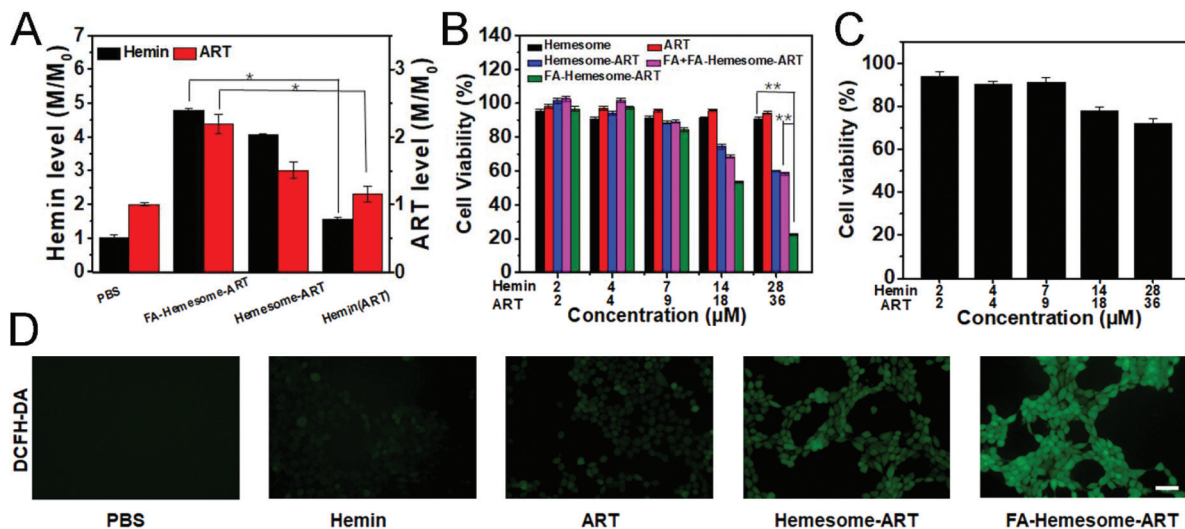 A
Hemin level (M/M₀)
7
6
5
4
3
2
1
0
Hemin
ART
*
*
3
2
1
0
ART level (M/M₀)
PBS
FA-Hemesome-ART
Hemesome-ART
Hemin(ART)
B
Cell Viability (%)
140
120
100
80
60
40
20
0
Hemesome
ART
Hemesome-ART
FA+FA-Hemesome-ART
FA-Hemesome-ART
**
**
Hemin 2 4 7 14 28
ART 2 4 9 18 36
Concentration (µM)
C
Cell viability (%)
100
80
60
40
20
0
Hemin 2 4 7 14 28
ART 2 4 9 18 36
Concentration (µM)
D
DCFH-DA
PBS
Hemin
ART
Hemesome-ART
FA-Hemesome-ART